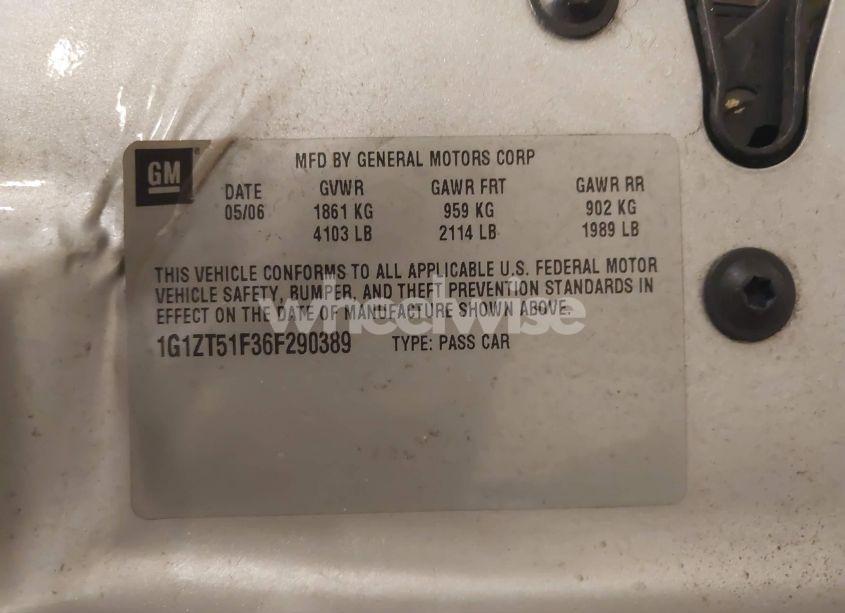 GM
MFD BY GENERAL MOTORS CORP
DATE GVWR GAWR FRT GAWR RR
05/06 1861 KG 959 KG 902 KG
4103 LB 2114 LB 1989 LB
THIS VEHICLE CONFORMS TO ALL APPLICABLE U.S. FEDERAL MOTOR
VEHICLE SAFETY, BUMPER, AND THEFT PREVENTION STANDARDS IN
EFFECT ON THE DATE OF MANUFACTURE SHOWN ABOVE.
wheelwise
1G1ZT51F36F290389 TYPE: PASS CAR